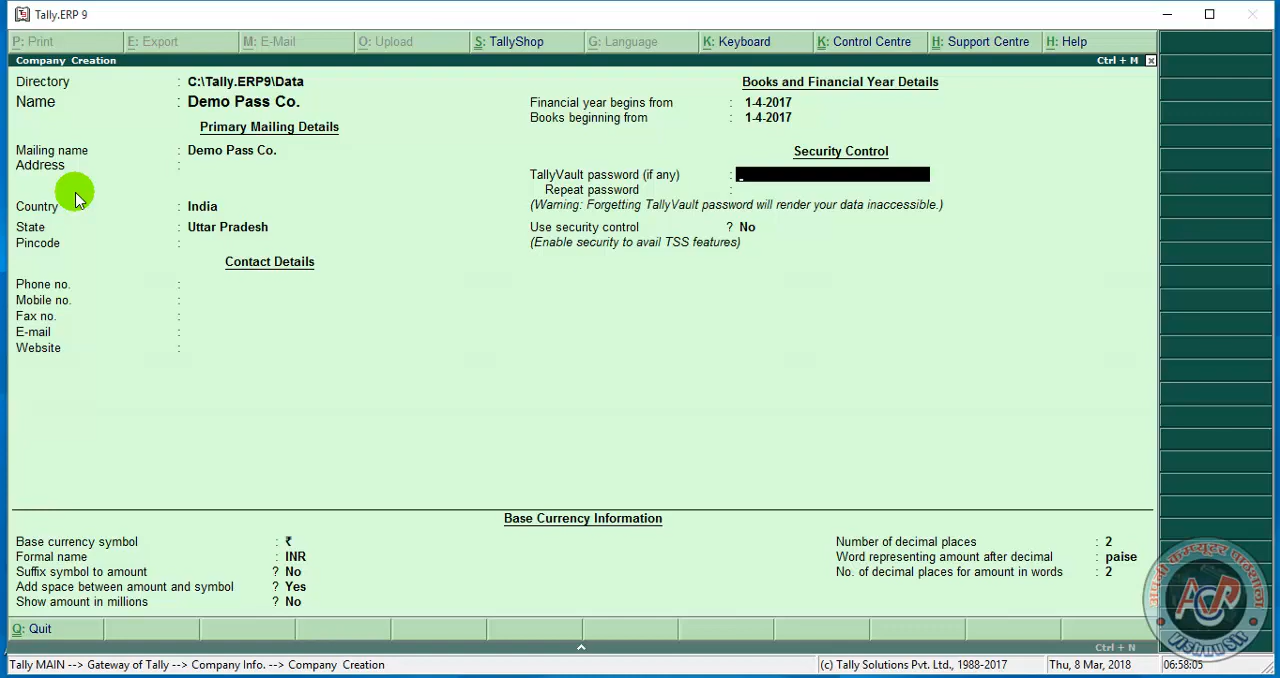 Tally.ERP 9
P: Print E: Export M: E-Mail O: Upload S: TallyShop G: Language K: Keyboard K: Control Centre H: Support Centre H: Help
Company Creation Ctrl + M
Directory : C:\Tally.ERP9\Data
Name : Demo Pass Co.
Primary Mailing Details
Mailing name : Demo Pass Co.
Address :
Country : India
State : Uttar Pradesh
Pincode :
Contact Details
Phone no. :
Mobile no. :
Fax no. :
E-mail :
Website :
Books and Financial Year Details
Financial year begins from : 1-4-2017
Books beginning from : 1-4-2017
Security Control
TallyVault password (if any) :
Repeat password :
(Warning: Forgetting TallyVault password will render your data inaccessible.)
Use security control ? No
(Enable security to avail TSS features)
Base Currency Information
Base currency symbol : ₹
Formal name : INR
Suffix symbol to amount ? No
Add space between amount and symbol ? Yes
Show amount in millions ? No
Number of decimal places : 2
Word representing amount after decimal : paise
No. of decimal places for amount in words : 2
Q: Quit
Ctrl + N
Tally MAIN --> Gateway of Tally --> Company Info. --> Company Creation (c) Tally Solutions Pvt. Ltd., 1988-2017 Thu, 8 Mar, 2018 06:58:05
अपनी कम्प्यूटर पाठशाला
ACP
Vishnu Sir